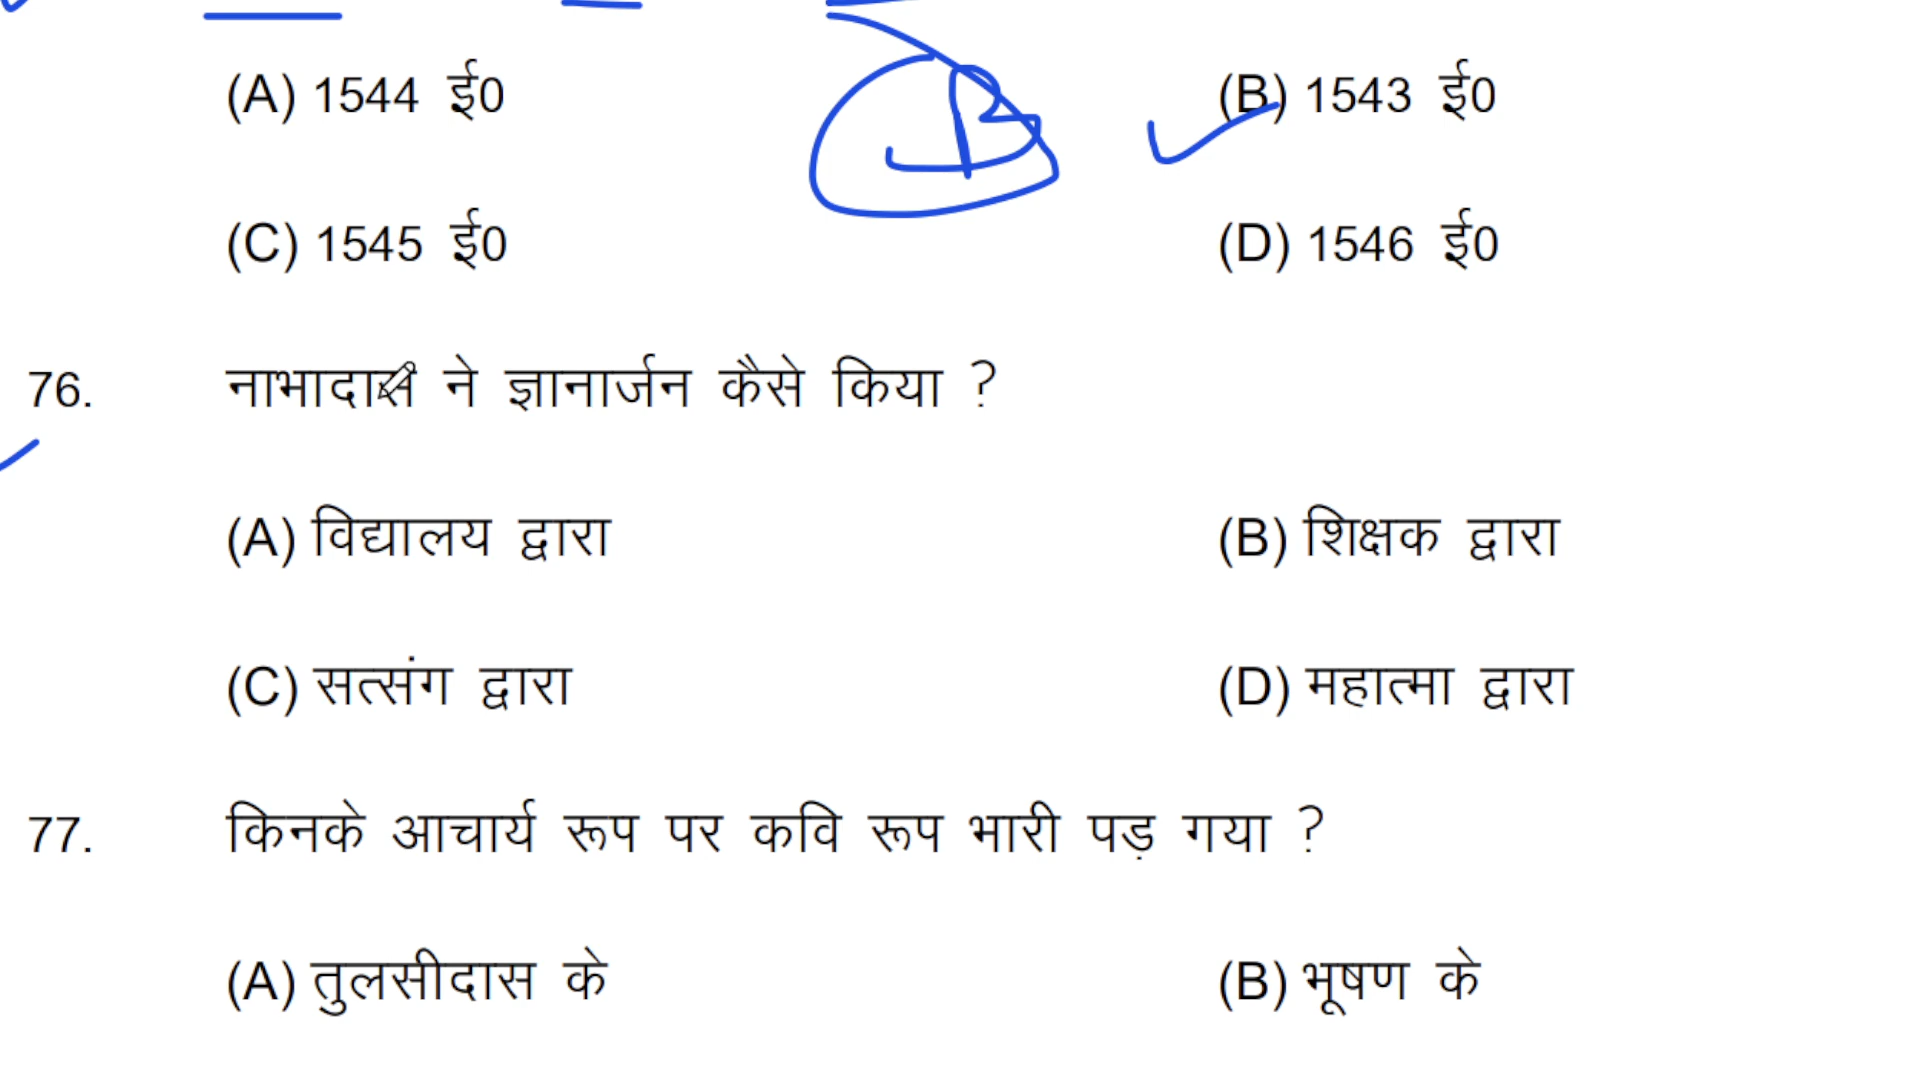 (A) 1544 ई0 (B) 1543 ई0
B
(C) 1545 ई0 (D) 1546 ई0
76. नाभादास ने ज्ञानार्जन कैसे किया ?
(A) विद्यालय द्वारा (B) शिक्षक द्वारा
(C) सत्संग द्वारा (D) महात्मा द्वारा
77. किनके आचार्य रूप पर कवि रूप भारी पड़ गया ?
(A) तुलसीदास के (B) भूषण के